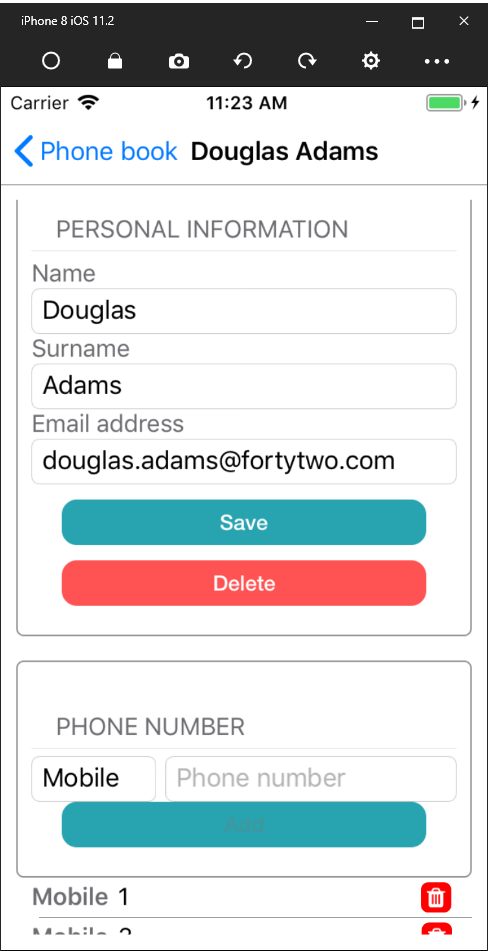 iPhone 8 iOS 11.2
Carrier 11:23 AM
Phone book Douglas Adams
PERSONAL INFORMATION
Name
Douglas
Surname
Adams
Email address
douglas.adams@fortytwo.com
Save
Delete
PHONE NUMBER
Mobile Phone number
Add
Mobile 1
Mobile